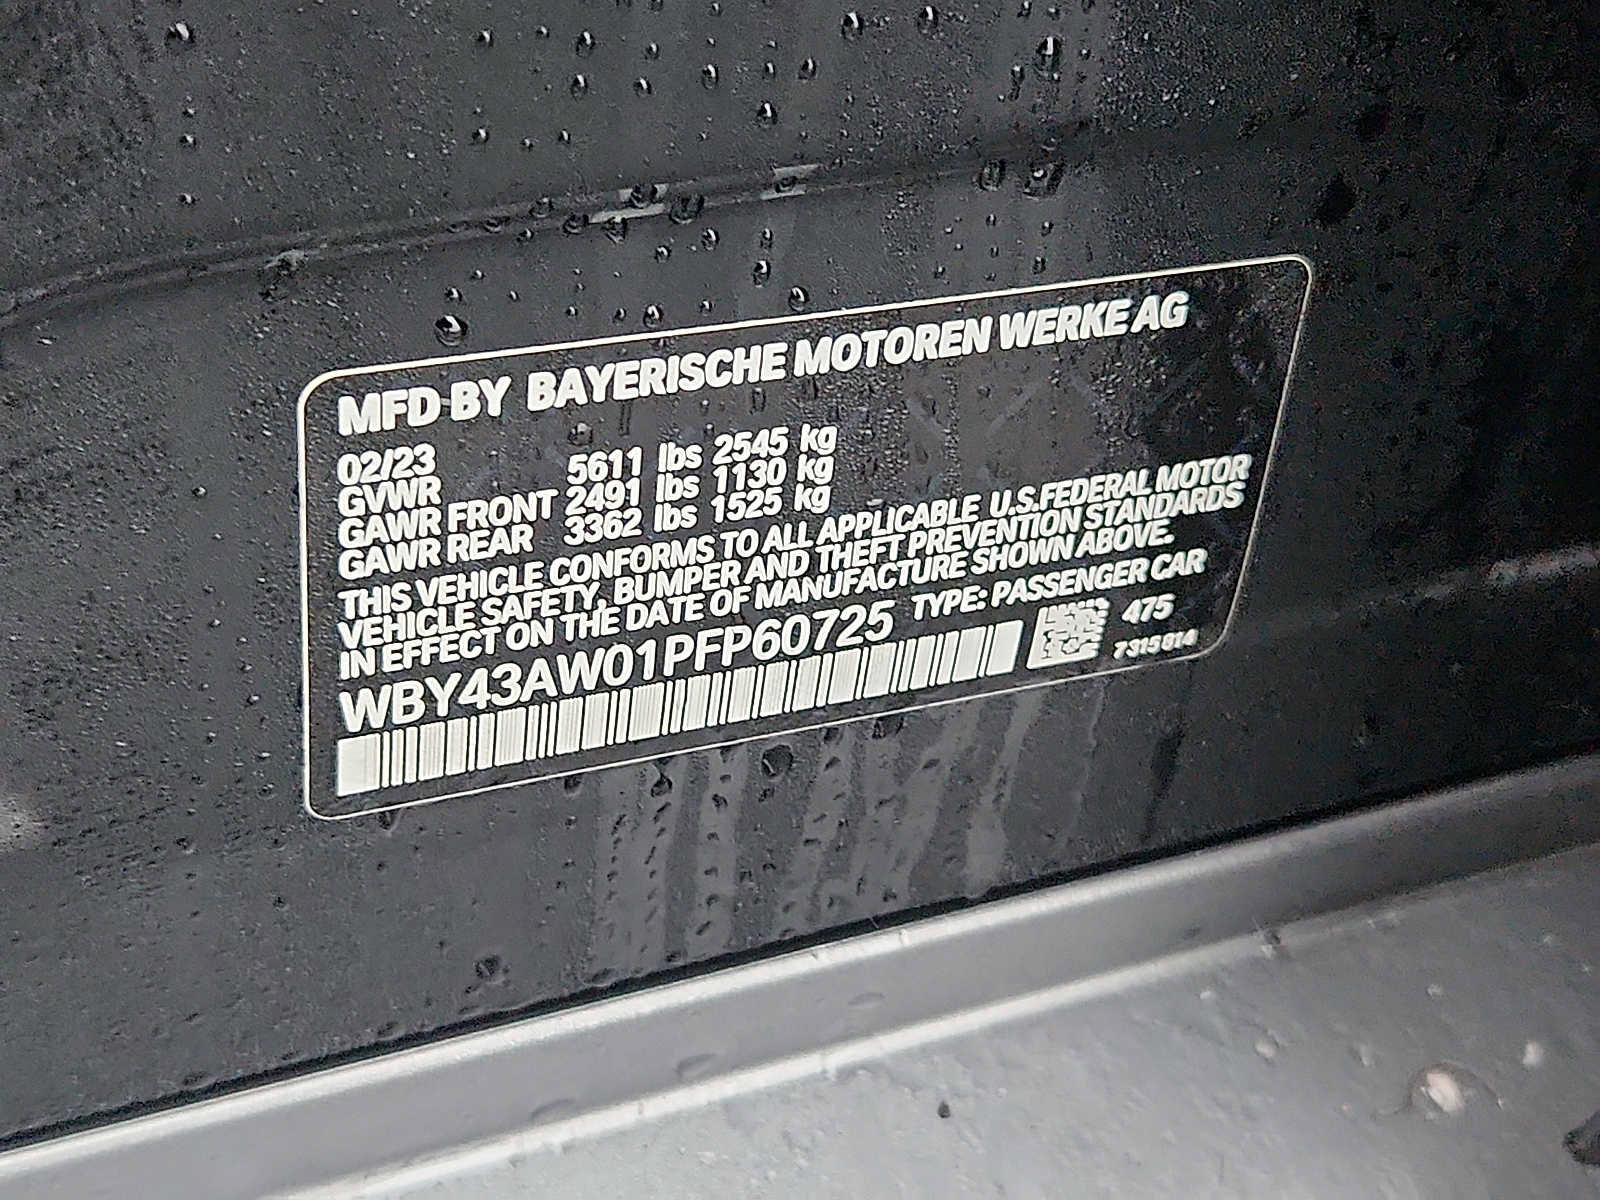 MFD BY BAYERISCHE MOTOREN WERKE AG
02/23
GVWR 5611 lbs 2545 kg
GAWR FRONT 2491 lbs 1130 kg
GAWR REAR 3362 lbs 1525 kg
THIS VEHICLE CONFORMS TO ALL APPLICABLE U.S.FEDERAL MOTOR
VEHICLE SAFETY, BUMPER AND THEFT PREVENTION STANDARDS
IN EFFECT ON THE DATE OF MANUFACTURE SHOWN ABOVE.
WBY43AW01PFP60725 TYPE: PASSENGER CAR
475
7315014